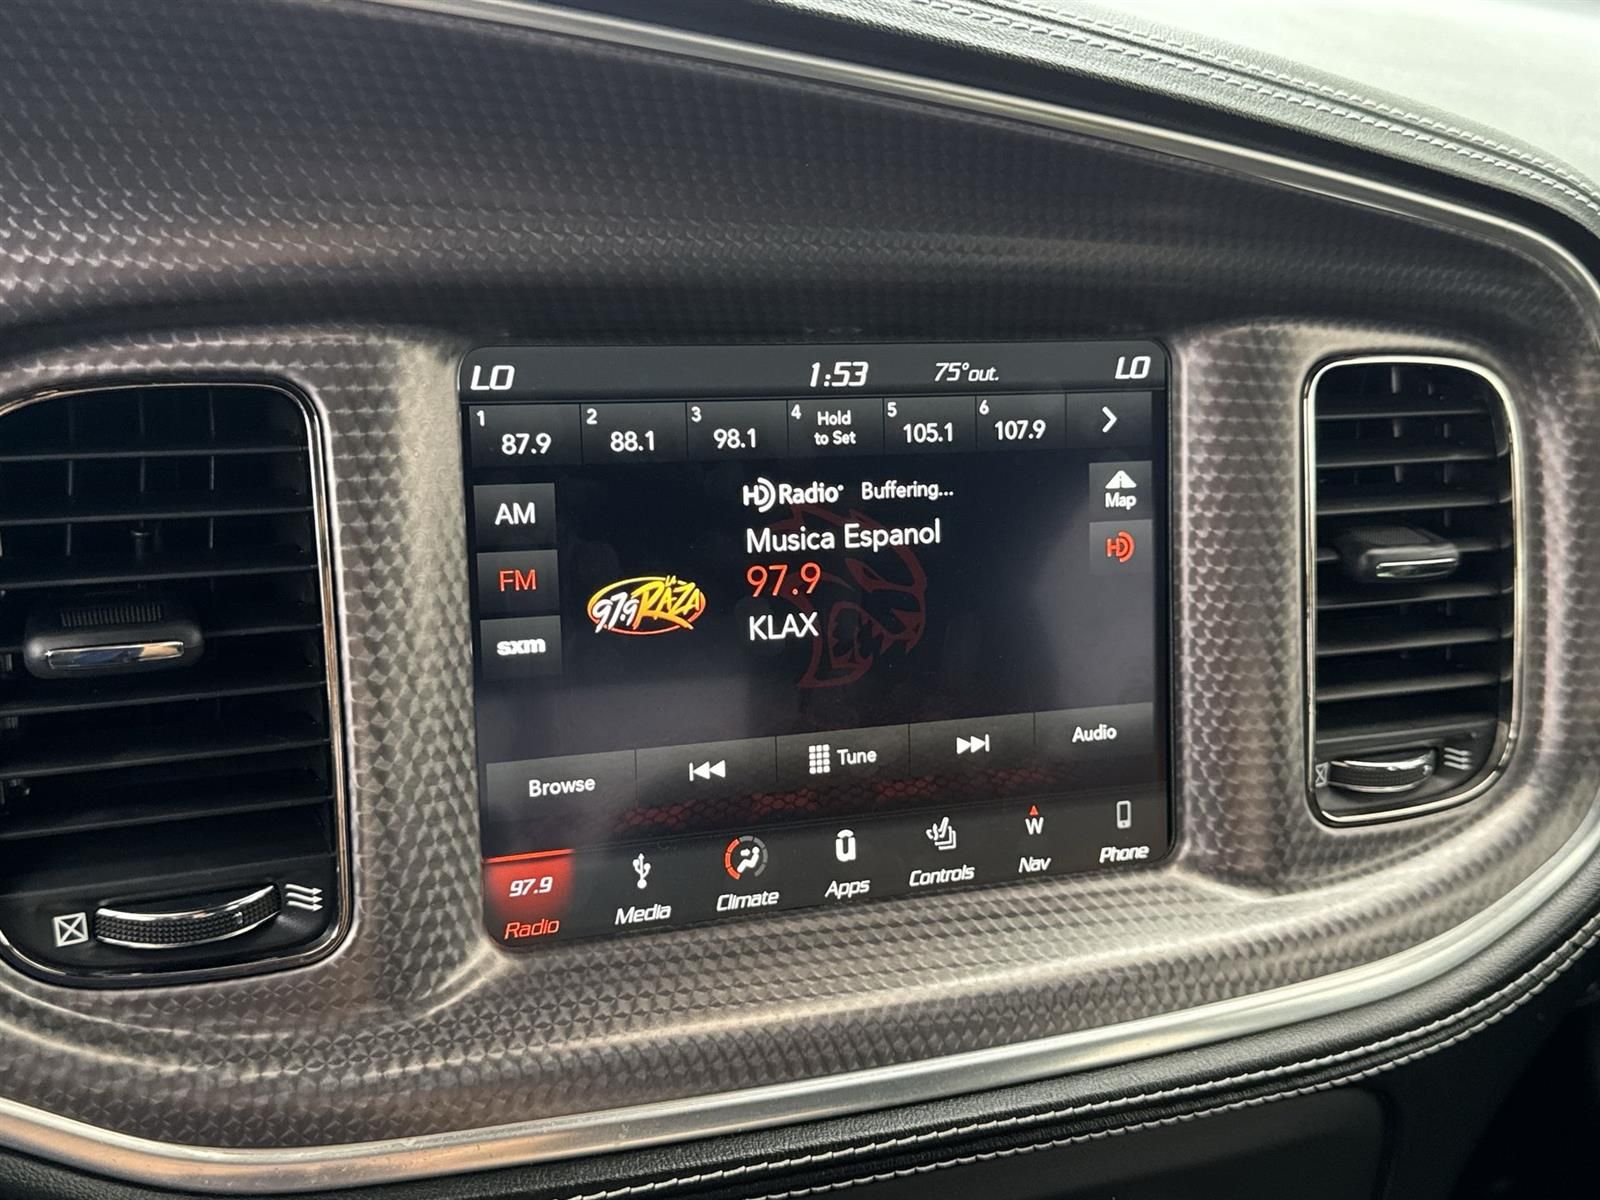 LO 1:53 75°out. LO
1 87.9 2 88.1 3 98.1 4 Hold to Set 5 105.1 6 107.9
AM
FM
sxm
97.9 LA RAZA
HD Radio Buffering...
Musica Espanol
97.9
KLAX
Map
HD
Browse Tune Audio
97.9
W
Radio Media Climate Apps Controls Nav Phone